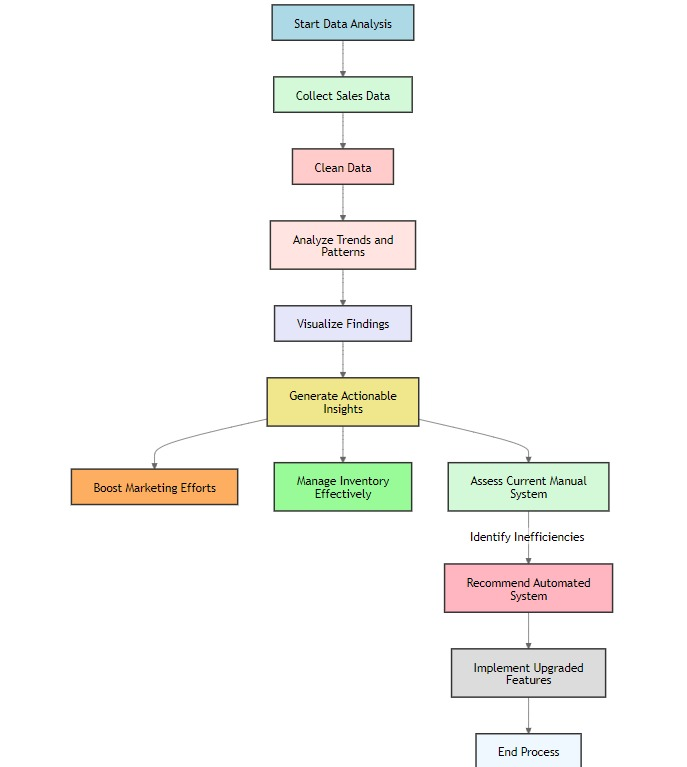 Start Data Analysis
Collect Sales Data
Clean Data
Analyze Trends and
Patterns
Visualize Findings
Generate Actionable
Insights
Boost Marketing Efforts
Manage Inventory
Effectively
Assess Current Manual
System
Identify Inefficiencies
Recommend Automated
System
Implement Upgraded
Features
End Process